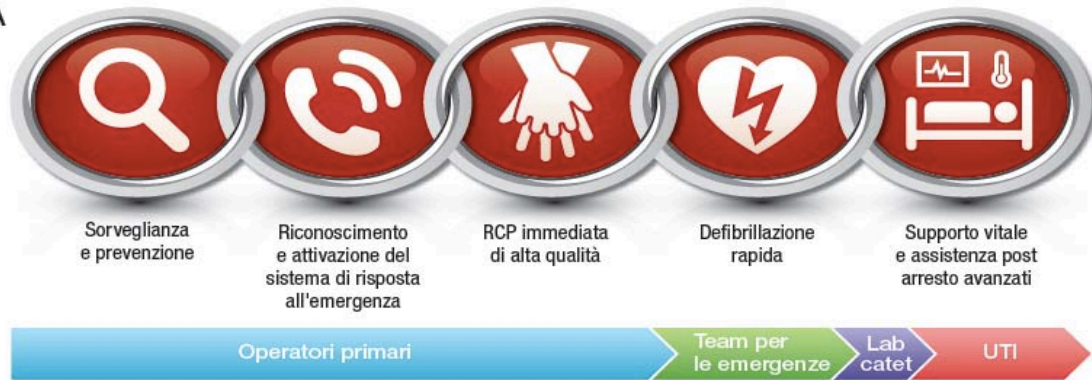 Sorveglianza
e prevenzione
Riconoscimento
e attivazione del
sistema di risposta
all'emergenza
RCP immediata
di alta qualità
Defibrillazione
rapida
Supporto vitale
e assistenza post
arresto avanzati
Operatori primari
Team per
le emergenze
Lab
catet
UTI